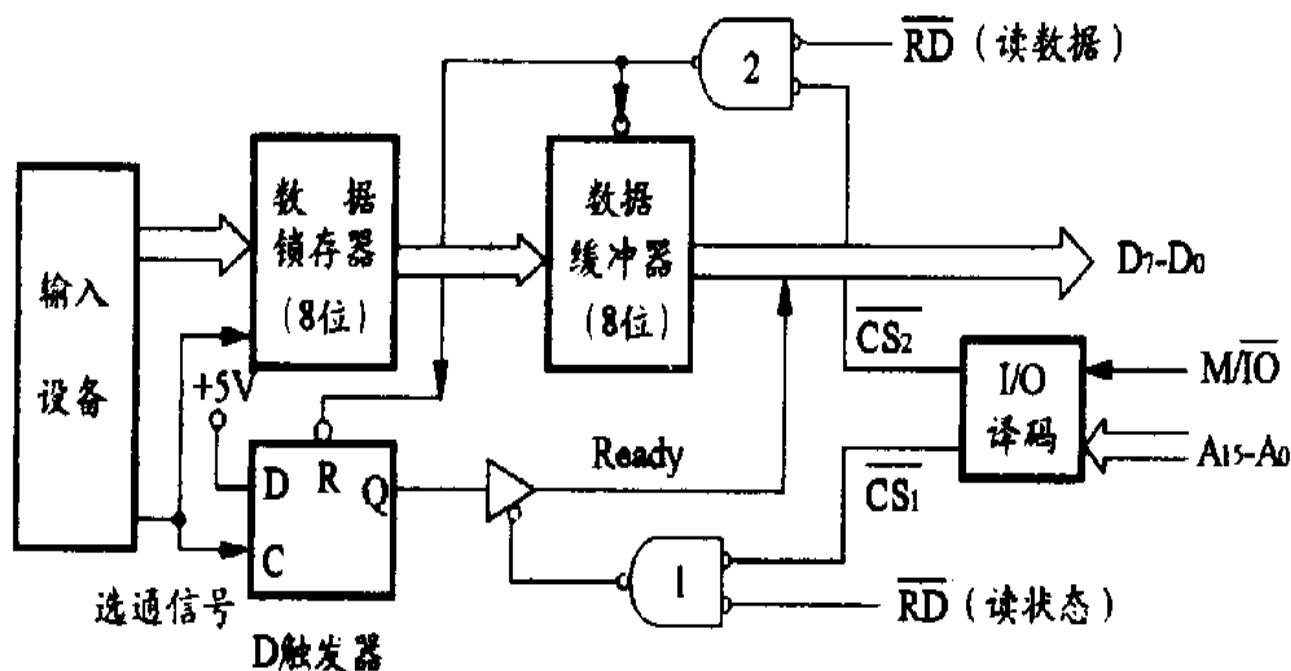 2
RD（读数据）
数 据
锁存器
（8位）
数据
缓冲器
（8位）
输入
设备
D₇-D₀
CS₂
I/O
译码
M/IO
A₁₅-A₀
+5V
D
R
Q
C
Ready
CS₁
1
RD（读状态）
选通信号
D触发器